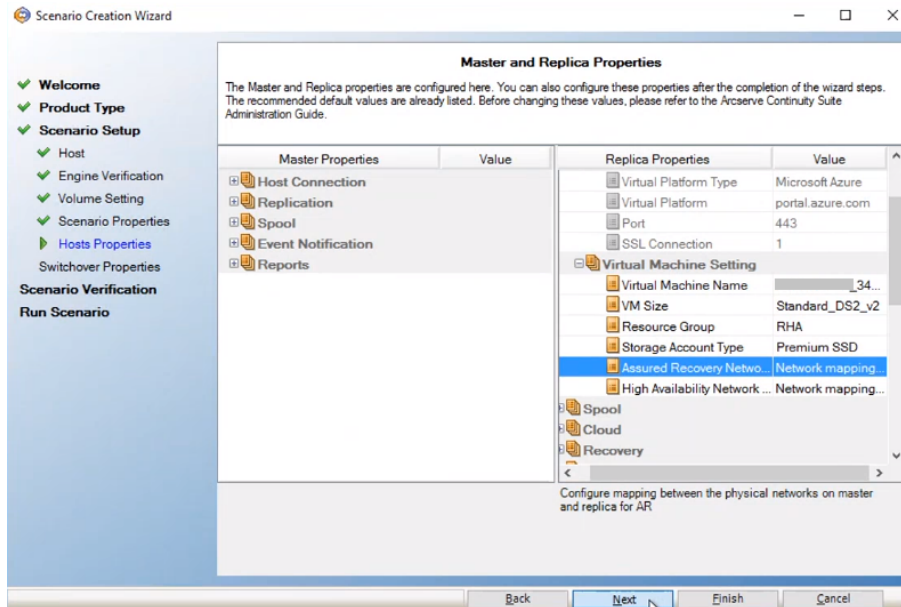 Scenario Creation Wizard
Welcome
Product Type
Scenario Setup
Host
Engine Verification
Volume Setting
Scenario Properties
Hosts Properties
Switchover Properties
Scenario Verification
Run Scenario
Master and Replica Properties
The Master and Replica properties are configured here. You can also configure these properties after the completion of the wizard steps.
The recommended default values are already listed. Before changing these values, please refer to the Arcserve Continuity Suite
Administration Guide.
Master Properties Value
Host Connection
Replication
Spool
Event Notification
Reports
Replica Properties Value
Virtual Platform Type Microsoft Azure
Virtual Platform portal.azure.com
Port 443
SSL Connection 1
Virtual Machine Setting
Virtual Machine Name _34...
VM Size Standard_DS2_v2
Resource Group RHA
Storage Account Type Premium SSD
Assured Recovery Netwo... Network mapping...
High Availability Network ... Network mapping...
Spool
Cloud
Recovery
Configure mapping between the physical networks on master
and replica for AR
Back Next Finish Cancel